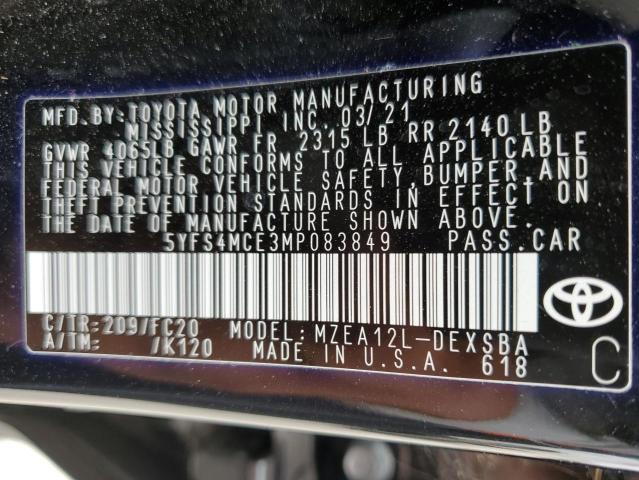 MFD. BY: TOYOTA MOTOR MANUFACTURING
MISSISSIPPI INC. 03/21
GVWR 4065LB GAWR FR 2315 LB RR 2140 LB
THIS VEHICLE CONFORMS TO ALL APPLICABLE
FEDERAL MOTOR VEHICLE SAFETY, BUMPER, AND
THEFT PREVENTION STANDARDS IN EFFECT ON
THE DATE OF MANUFACTURE SHOWN ABOVE.
5YFS4MCE3MP083849 PASS. CAR
C/TR: 209/FC20 MODEL: MZEA12L-DEXSBA
A/TM: /K120 MADE IN U.S.A. 618
C